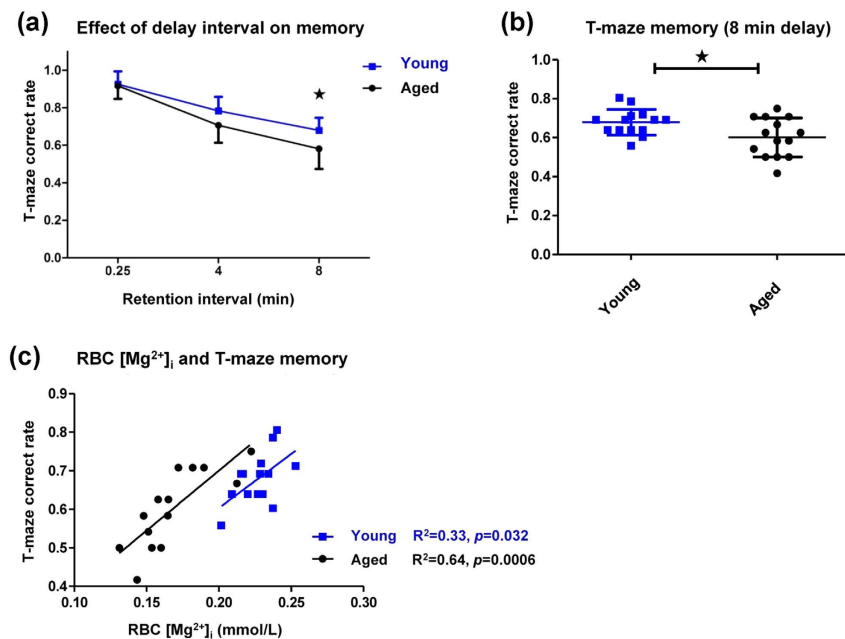 (a)
Effect of delay interval on memory
Young
Aged
★
T-maze correct rate
1.0
0.8
0.6
0.4
0.2
0.0
0.25 4 8
Retention interval (min)
(b)
T-maze memory (8 min delay)
★
T-maze correct rate
1.0
0.8
0.6
0.4
0.2
0.0
Young Aged
(c)
RBC [Mg²⁺]ᵢ and T-maze memory
T-maze correct rate
0.9
0.8
0.7
0.6
0.5
0.4
Young R²=0.33, p=0.032
Aged R²=0.64, p=0.0006
0.10 0.15 0.20 0.25 0.30
RBC [Mg²⁺]ᵢ (mmol/L)